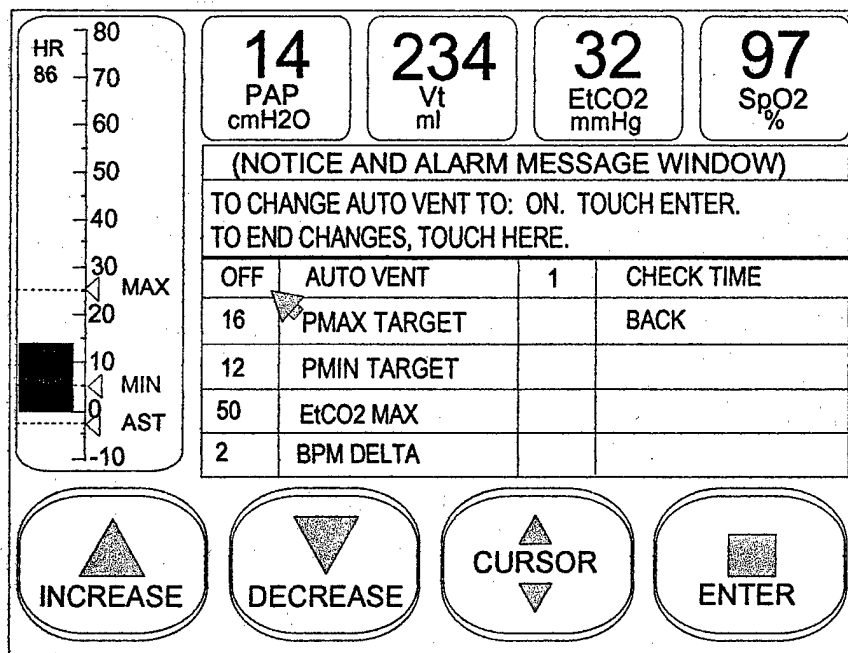 HR
86
80
70
60
50
40
30
20
10
0
-10
MAX
MIN
AST
14
PAP
cmH2O
234
Vt
ml
32
EtCO2
mmHg
97
SpO2
%
(NOTICE AND ALARM MESSAGE WINDOW)
TO CHANGE AUTO VENT TO: ON. TOUCH ENTER.
TO END CHANGES, TOUCH HERE.
OFF AUTO VENT 1 CHECK TIME
16 PMAX TARGET BACK
12 PMIN TARGET
50 EtCO2 MAX
2 BPM DELTA
INCREASE
DECREASE
CURSOR
ENTER